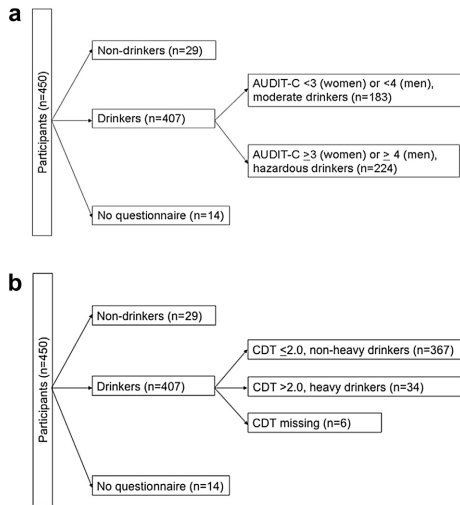 a
Participants (n=450)
Non-drinkers (n=29)
Drinkers (n=407)
No questionnaire (n=14)
AUDIT-C <3 (women) or <4 (men),
moderate drinkers (n=183)
AUDIT-C ≥3 (women) or ≥ 4 (men),
hazardous drinkers (n=224)
b
Participants (n=450)
Non-drinkers (n=29)
Drinkers (n=407)
No questionnaire (n=14)
CDT ≤2.0, non-heavy drinkers (n=367)
CDT >2.0, heavy drinkers (n=34)
CDT missing (n=6)